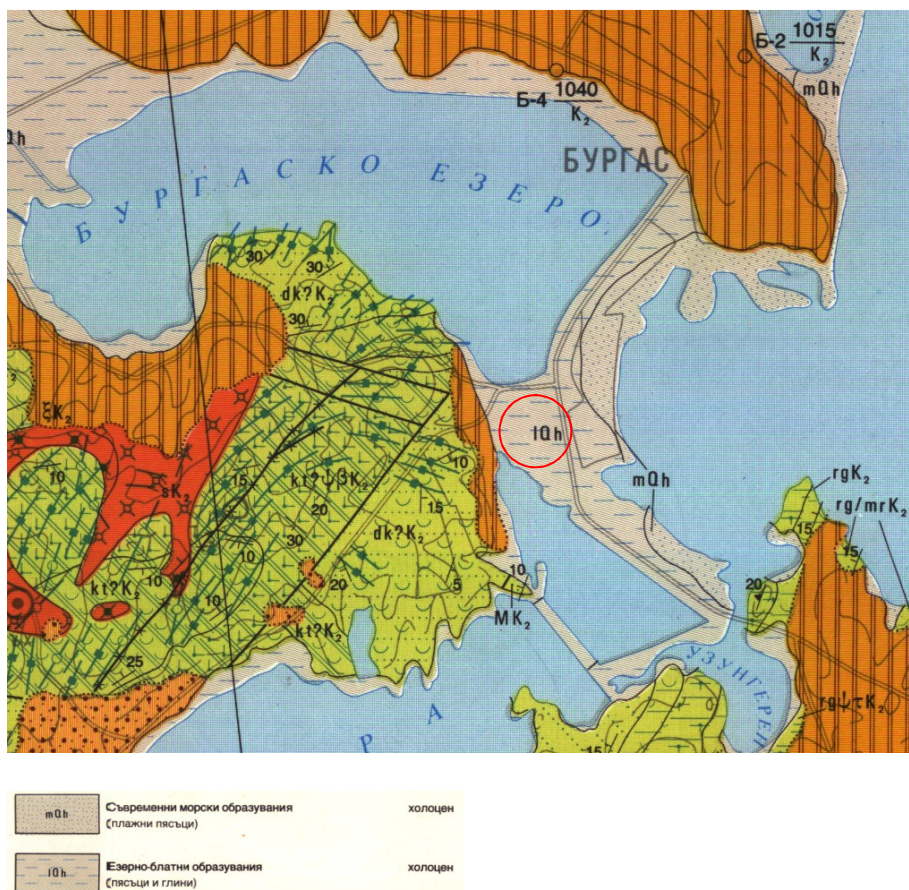 1015
Б-2
K₂
mQh
1040
Б-4
K₂
Qh
БУРГАС
БУРГАСКО ЕЗЕРО
30
30
dk?K₂
30
ξK₂
lQh
10
sK₂
15
kt?ψβK₂
10
rgK₂
mQh
rg/mrK₂
20
15
15
15
dk?K₂
30
10
10
kt?K₂
10
20
5
10
20
MK₂
kt?K₂
25
УЗУНГЕРЕН
rgψτK₂
РА
15
mQh
Съвременни морски образувания
холоцен
(плажни пясъци)
lQh
Езерно-блатни образувания
холоцен
(пясъци и глини)